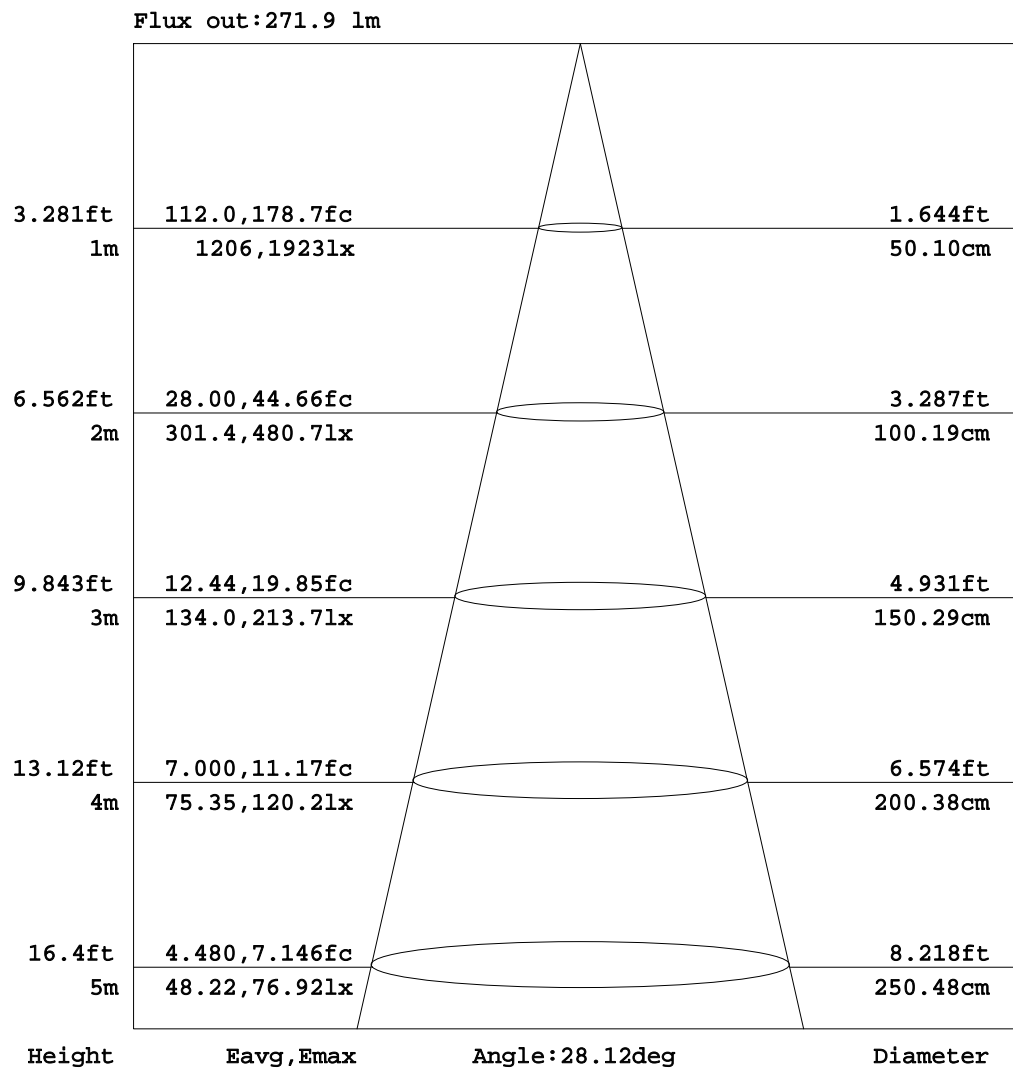 Flux out:271.9 lm
3.281ft 112.0,178.7fc 1.644ft
1m 1206,1923lx 50.10cm
6.562ft 28.00,44.66fc 3.287ft
2m 301.4,480.7lx 100.19cm
9.843ft 12.44,19.85fc 4.931ft
3m 134.0,213.7lx 150.29cm
13.12ft 7.000,11.17fc 6.574ft
4m 75.35,120.2lx 200.38cm
16.4ft 4.480,7.146fc 8.218ft
5m 48.22,76.92lx 250.48cm
Height Eavg,Emax Angle:28.12deg Diameter